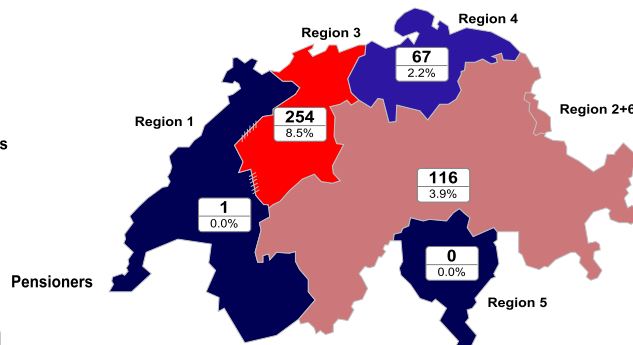 Region 4
Region 3
67
2.2%
Region 2+6
254
8.5%
Region 1
s
116
3.9%
1
0.0%
0
0.0%
Pensioners
Region 5